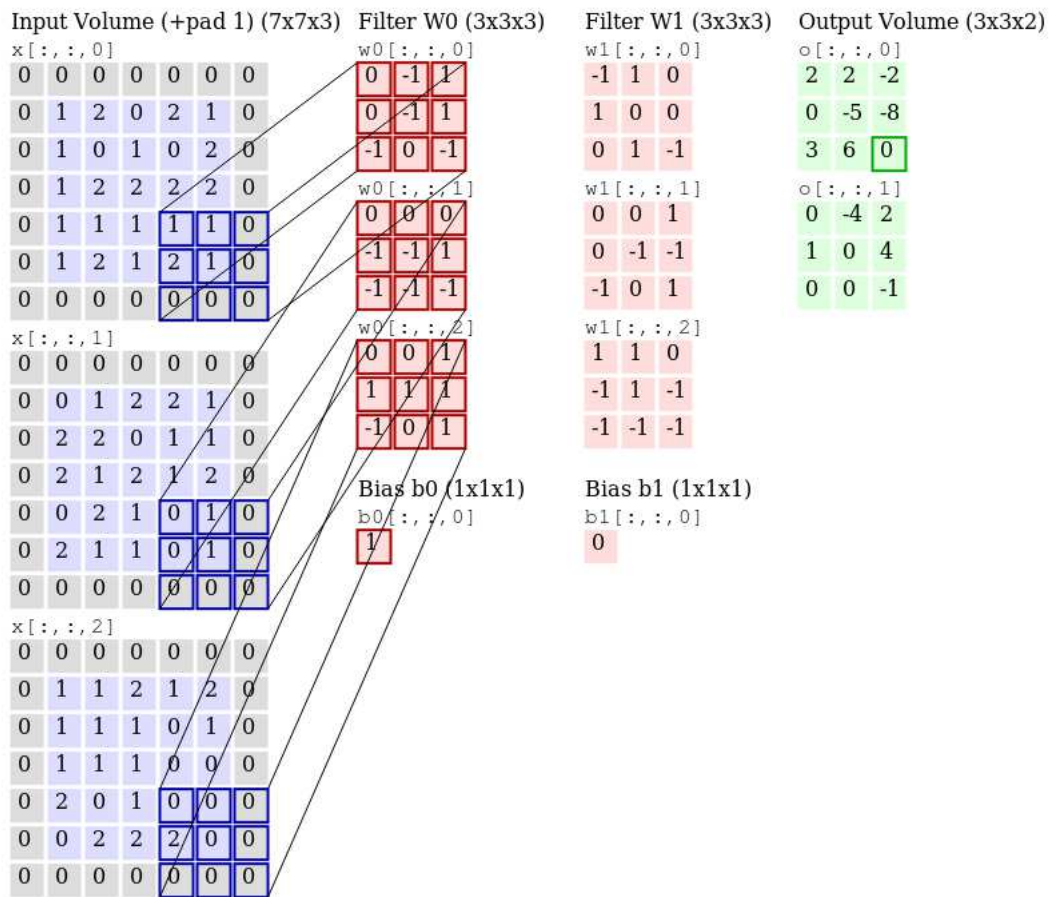 Input Volume (+pad 1) (7x7x3)
x[:,:,0]
0 0 0 0 0 0 0
0 1 2 0 2 1 0
0 1 0 1 0 2 0
0 1 2 2 2 2 0
0 1 1 1 1 1 0
0 1 2 1 2 1 0
0 0 0 0 0 0 0
x[:,:,1]
0 0 0 0 0 0 0
0 0 1 2 2 1 0
0 2 2 0 1 1 0
0 2 1 2 1 2 0
0 0 2 1 0 1 0
0 2 1 1 0 1 0
0 0 0 0 0 0 0
x[:,:,2]
0 0 0 0 0 0 0
0 1 1 2 1 2 0
0 1 1 1 0 1 0
0 1 1 1 0 0 0
0 2 0 1 0 0 0
0 0 2 2 2 0 0
0 0 0 0 0 0 0
Filter W0 (3x3x3)
w0[:,:,0]
0 -1 1
0 -1 1
-1 0 -1
w0[:,:,1]
0 0 0
-1 -1 1
-1 -1 -1
w0[:,:,2]
0 0 1
1 1 1
-1 0 1
Bias b0 (1x1x1)
b0[:,:,0]
1
Filter W1 (3x3x3)
w1[:,:,0]
-1 1 0
1 0 0
0 1 -1
w1[:,:,1]
0 0 1
0 -1 -1
-1 0 1
w1[:,:,2]
1 1 0
-1 1 -1
-1 -1 -1
Bias b1 (1x1x1)
b1[:,:,0]
0
Output Volume (3x3x2)
o[:,:,0]
2 2 -2
0 -5 -8
3 6 0
o[:,:,1]
0 -4 2
1 0 4
0 0 -1